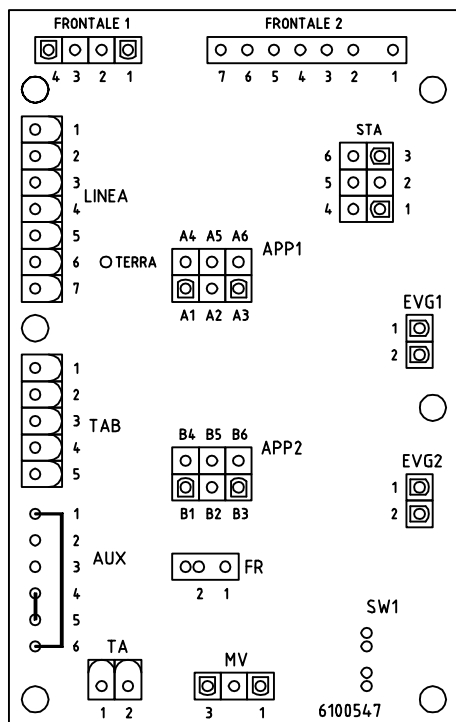 FRONTALE 1 FRONTALE 2
4 3 2 1 7 6 5 4 3 2 1
1
2
3
LINEA
4
5
6
7
TERRA
STA
6 3
5 2
4 1
A4 A5 A6
APP1
A1 A2 A3
EVG1
1
2
1
2
3
TAB
4
5
B4 B5 B6
APP2
B1 B2 B3
EVG2
1
2
1
2
AUX
3
4
5
6
FR
2 1
SW1
TA
1 2
MV
3 1
6100547